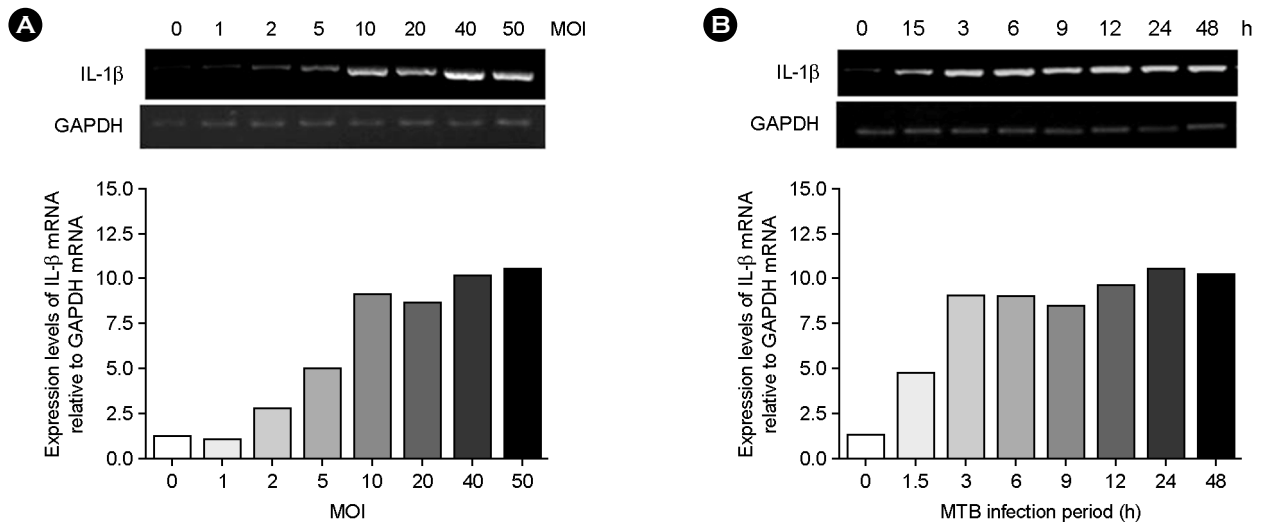 A
0 1 2 5 10 20 40 50 MOI
IL-1β
GAPDH
15.0
12.5
10.0
7.5
5.0
2.5
0.0
Expression levels of IL-β mRNA
relative to GAPDH mRNA
0 1 2 5 10 20 40 50
MOI
B
0 15 3 6 9 12 24 48 h
IL-1β
GAPDH
15.0
12.5
10.0
7.5
5.0
2.5
0.0
Expression levels of IL-β mRNA
relative to GAPDH mRNA
0 1.5 3 6 9 12 24 48
MTB infection period (h)